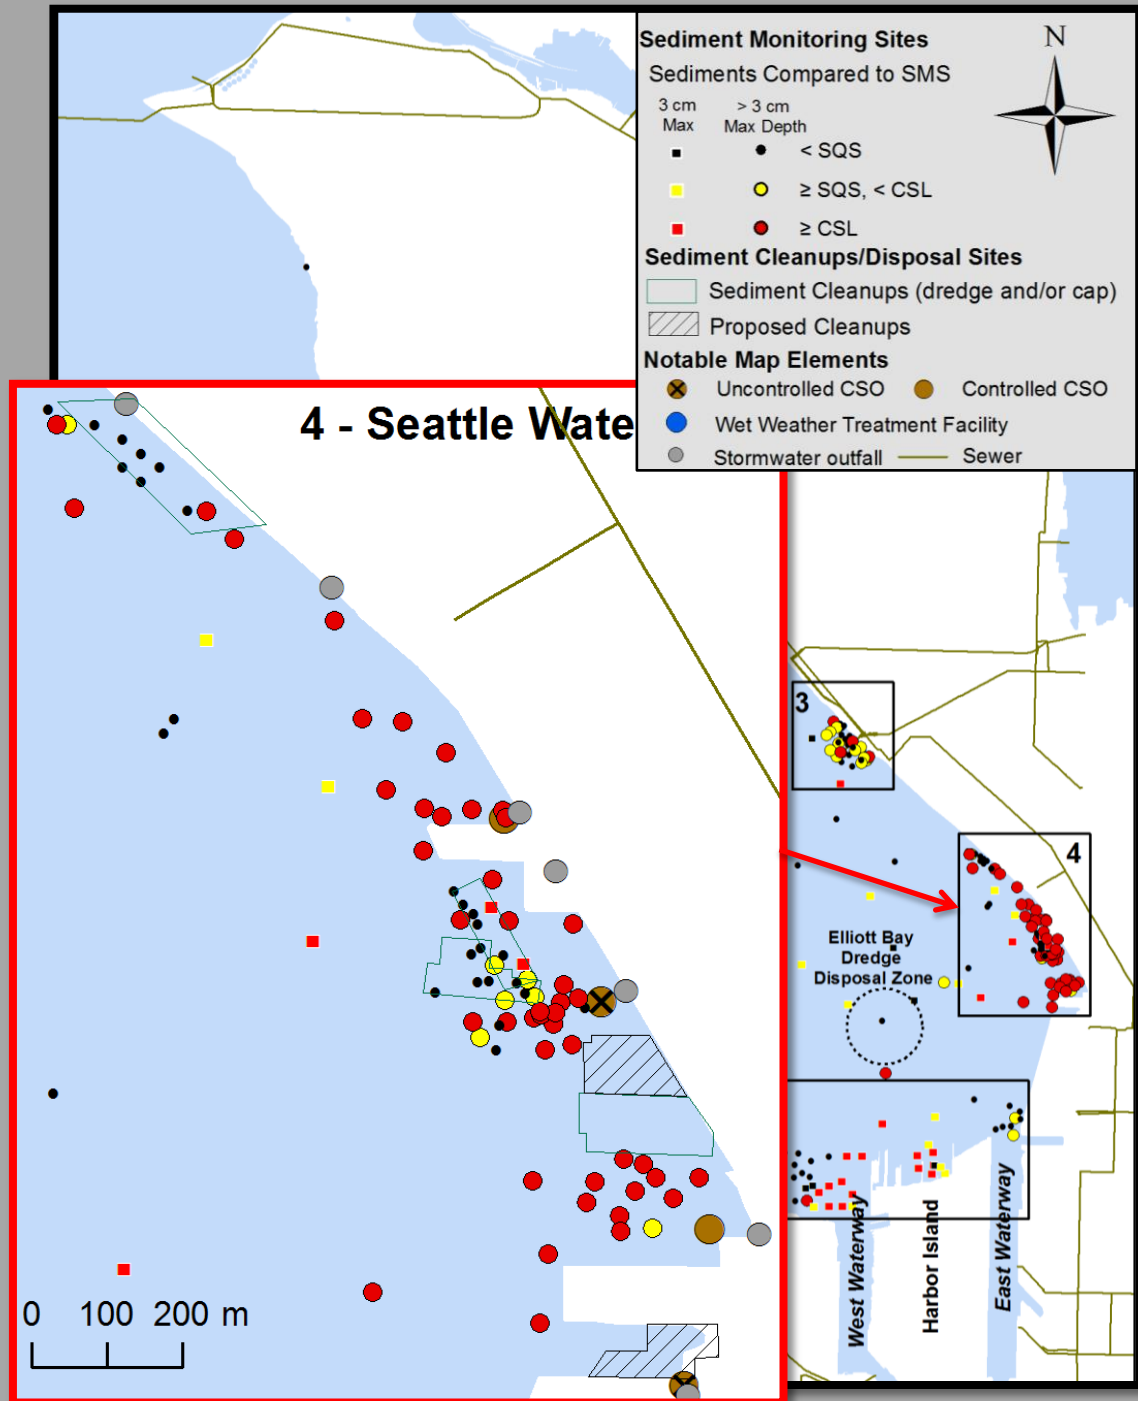 Sediment Monitoring Sites
Sediments Compared to SMS
3 cm
Max
> 3 cm
Max Depth
< SQS
≥ SQS, < CSL
≥ CSL
Sediment Cleanups/Disposal Sites
Sediment Cleanups (dredge and/or cap)
Proposed Cleanups
Notable Map Elements
Uncontrolled CSO
Controlled CSO
Wet Weather Treatment Facility
Stormwater outfall
Sewer
N
4 - Seattle Wate
3
4
Elliott Bay
Dredge
Disposal Zone
West Waterway
Harbor Island
East Waterway
0 100 200 m